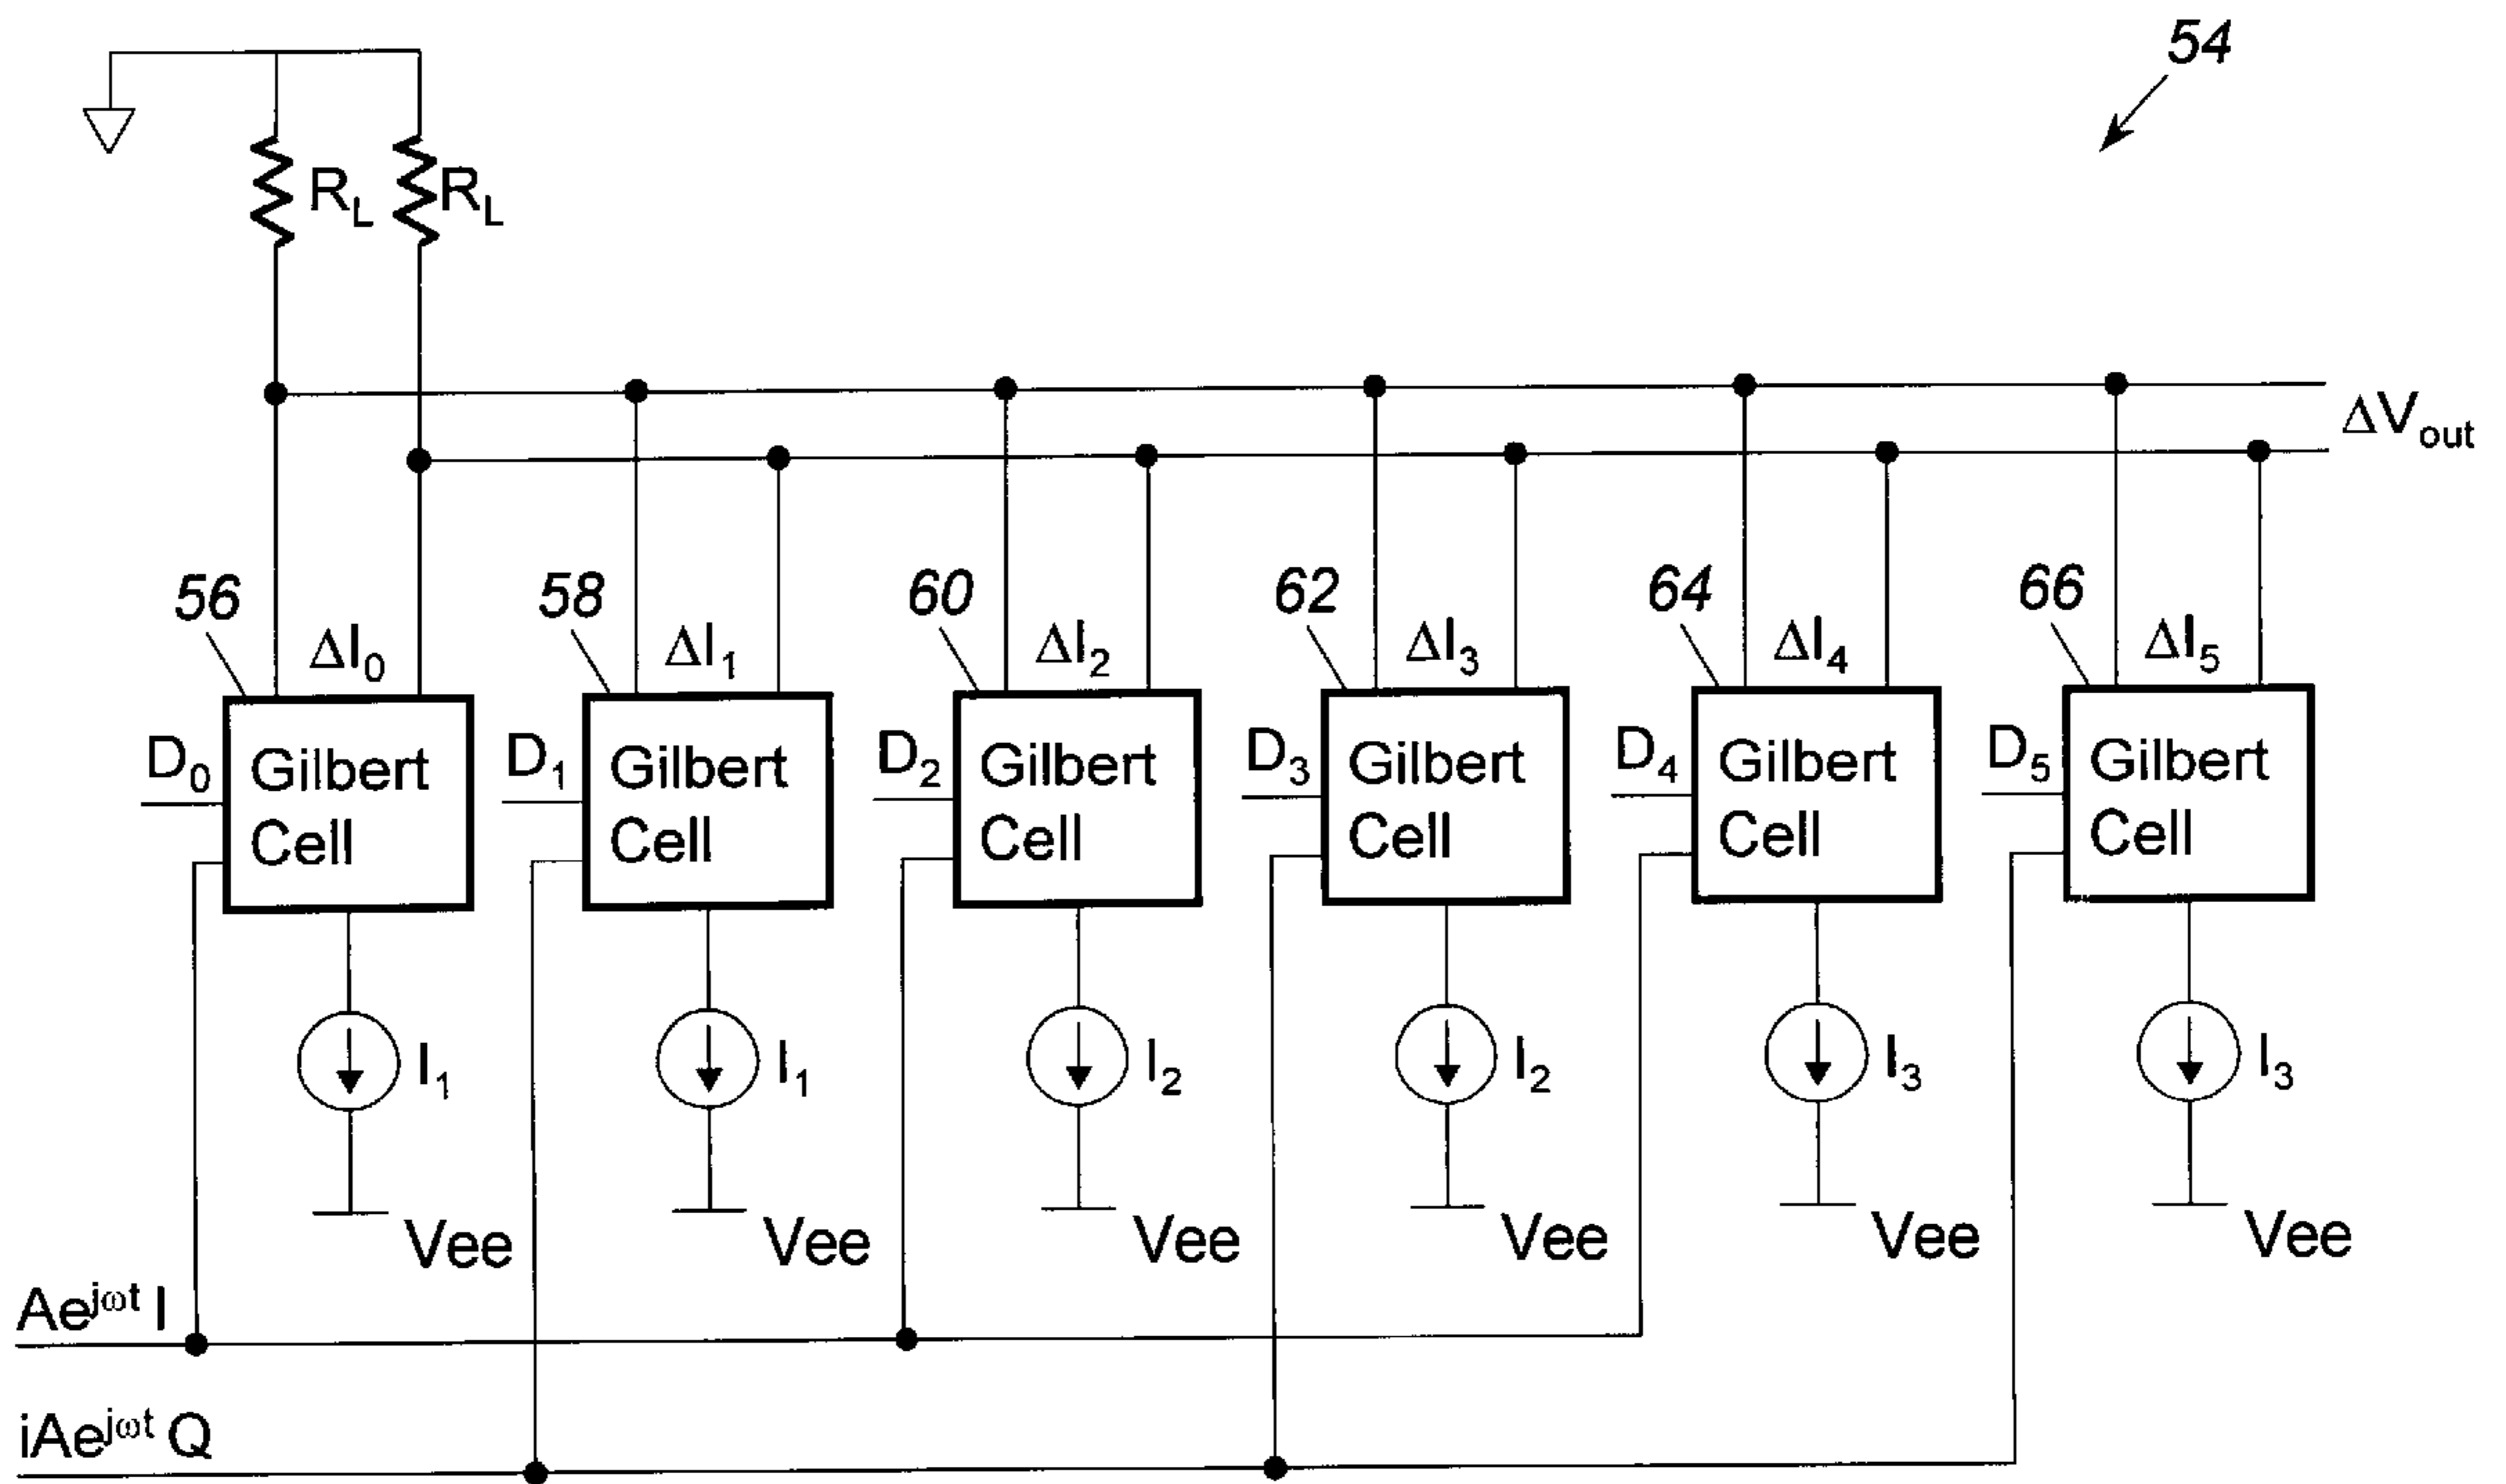 54
R_L R_L
ΔV_out
56 58 60 62 64 66
ΔI_0 ΔI_1 ΔI_2 ΔI_3 ΔI_4 ΔI_5
D_0 Gilbert Cell
D_1 Gilbert Cell
D_2 Gilbert Cell
D_3 Gilbert Cell
D_4 Gilbert Cell
D_5 Gilbert Cell
I_1 I_1 I_2 I_2 I_3 I_3
Vee Vee Vee Vee Vee Vee
Ae^jωt I
iAe^jωt Q